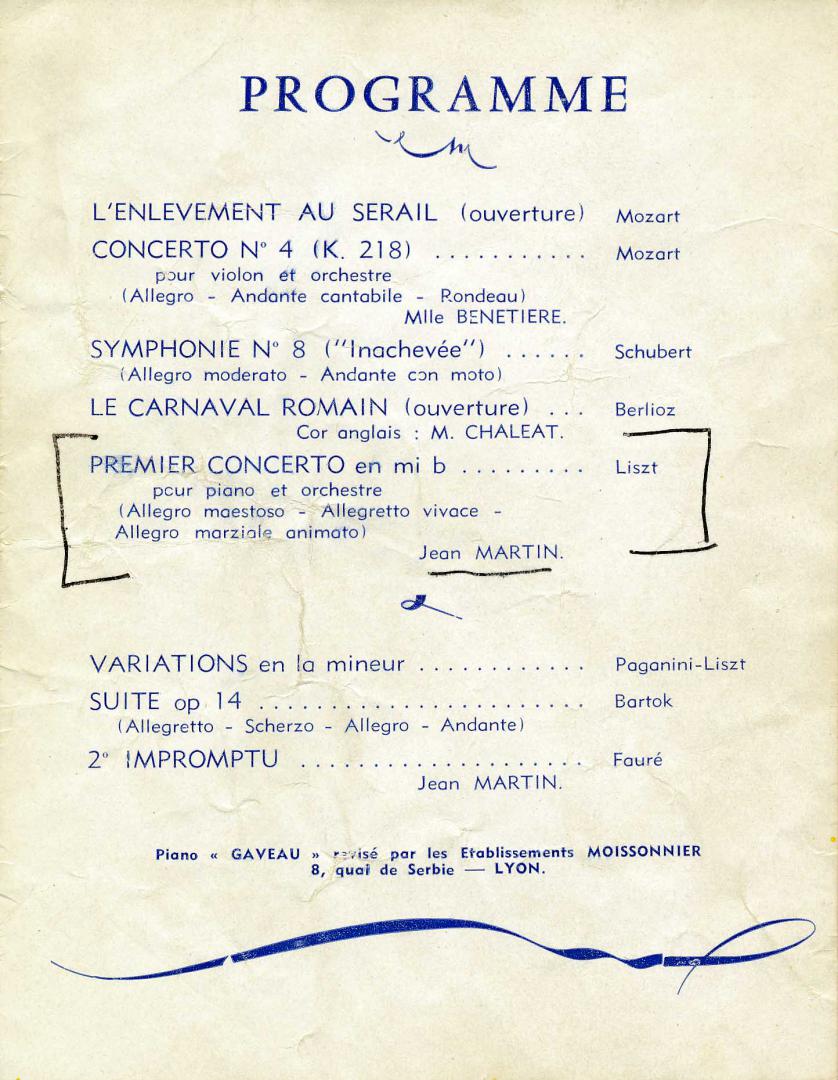 PROGRAMME
L'ENLEVEMENT AU SERAIL (ouverture) Mozart
CONCERTO N° 4 (K. 218) ........... Mozart
pour violon et orchestre
(Allegro - Andante cantabile - Rondeau)
Mlle BENETIERE.
SYMPHONIE N° 8 ("Inachevée") ...... Schubert
(Allegro moderato - Andante con moto)
LE CARNAVAL ROMAIN (ouverture) ... Berlioz
Cor anglais : M. CHALEAT.
PREMIER CONCERTO en mi b ......... Liszt
pour piano et orchestre
(Allegro maestoso - Allegretto vivace -
Allegro marziale animato)
Jean MARTIN.
VARIATIONS en la mineur ............ Paganini-Liszt
SUITE op 14 ....................... Bartok
(Allegretto - Scherzo - Allegro - Andante)
2° IMPROMPTU .................... Fauré
Jean MARTIN.
Piano « GAVEAU » revisé par les Etablissements MOISSONNIER
8, quai de Serbie — LYON.